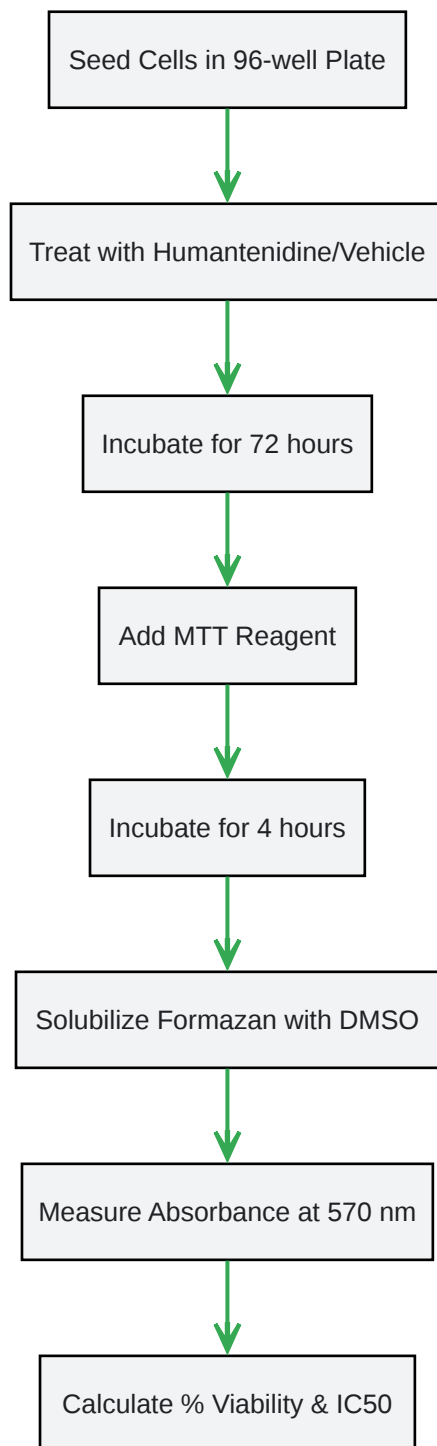 Seed Cells in 96-well Plate
Treat with Humantenidine/Vehicle
Incubate for 72 hours
Add MTT Reagent
Incubate for 4 hours
Solubilize Formazan with DMSO
Measure Absorbance at 570 nm
Calculate % Viability & IC50